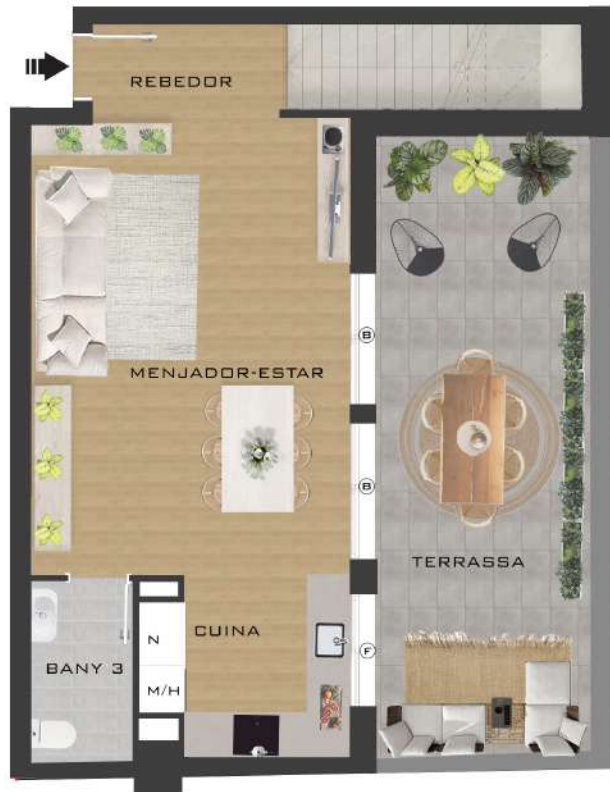 REBEDOR
MENJADOR-ESTAR
B
B
TERRASSA
CUINA
N
F
BANY 3
M/H